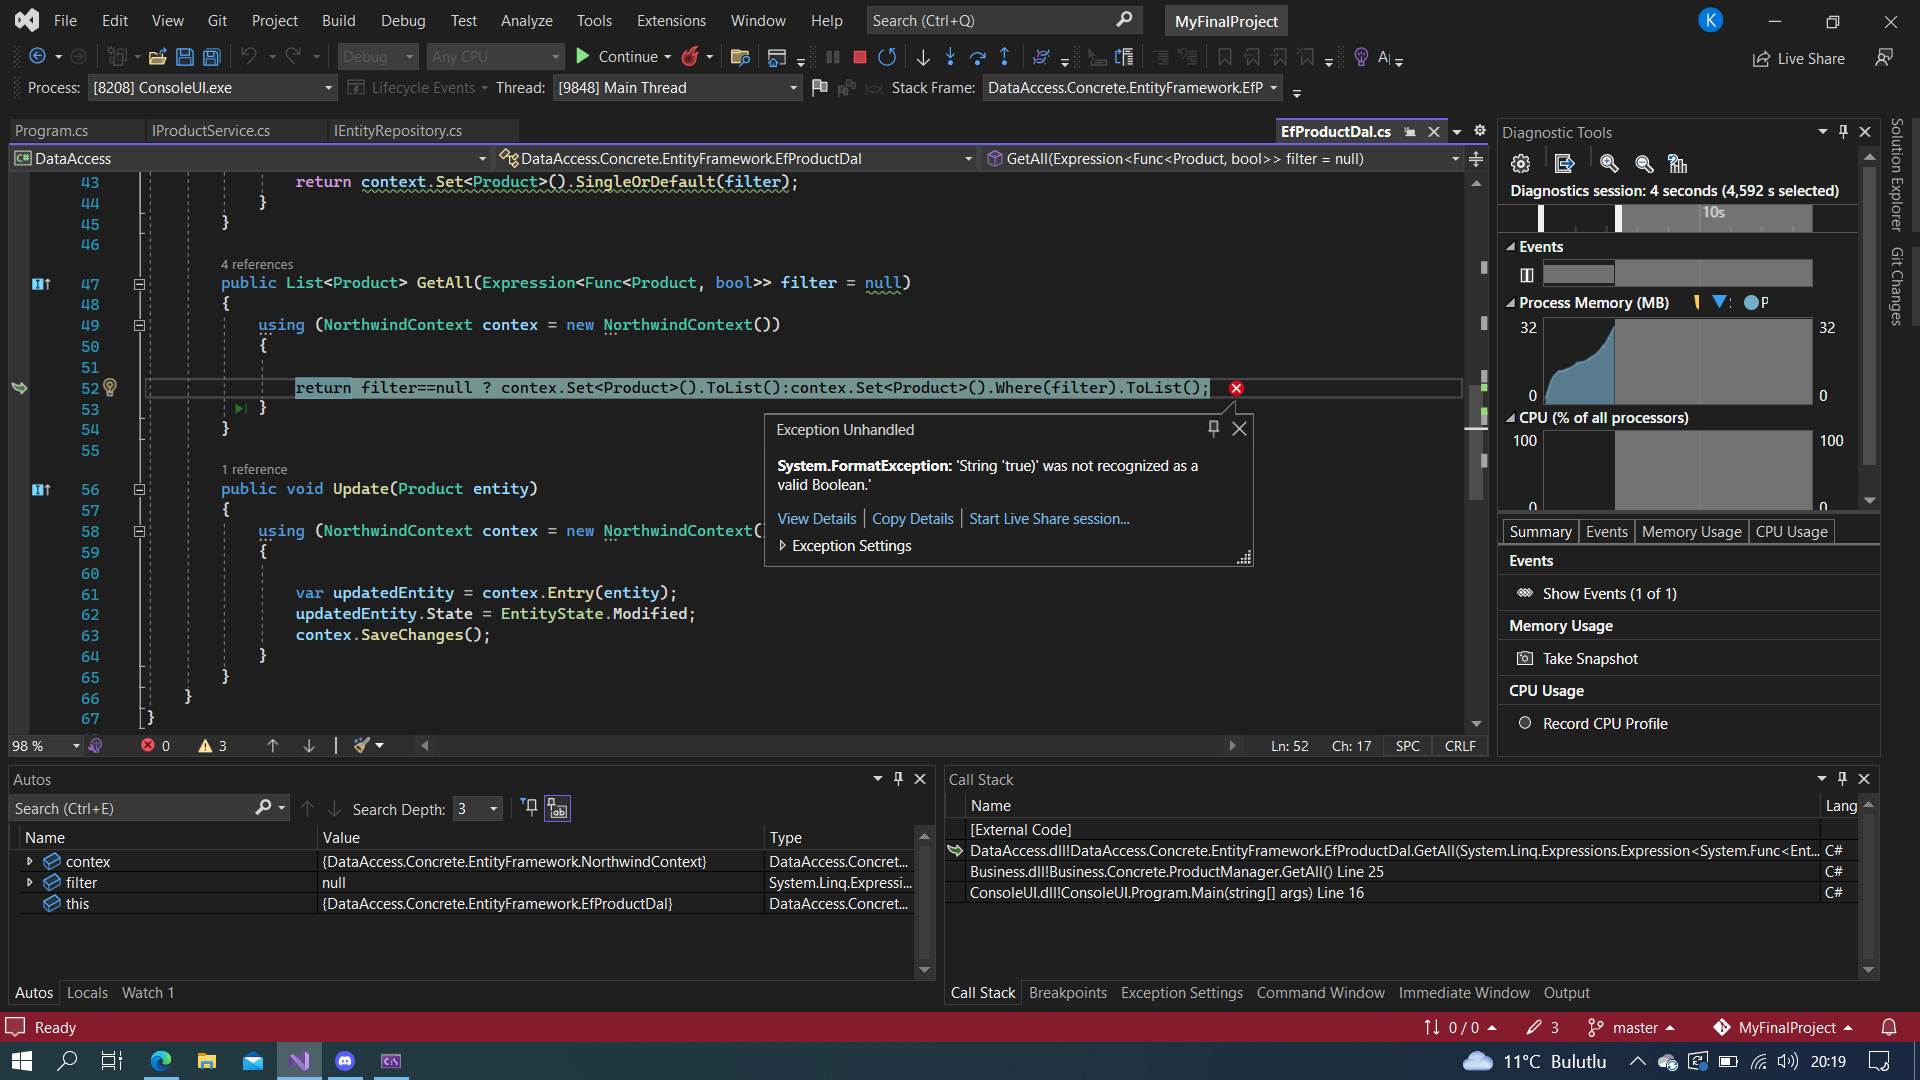 File Edit View Git Project Build Debug Test Analyze Tools Extensions Window Help Search (Ctrl+Q) MyFinalProject K
Debug Any CPU Continue Live Share
Process: [8208] ConsoleUI.exe Lifecycle Events Thread: [9848] Main Thread Stack Frame: DataAccess.Concrete.EntityFramework.EfP
Program.cs IProductService.cs IEntityRepository.cs EfProductDal.cs
DataAccess DataAccess.Concrete.EntityFramework.EfProductDal GetAll(Expression<Func<Product, bool>> filter = null)
43 return context.Set<Product>().SingleOrDefault(filter);
44 }
45 }
46
4 references
47 public List<Product> GetAll(Expression<Func<Product, bool>> filter = null)
48 {
49 using (NorthwindContext contex = new NorthwindContext())
50 {
51
52 return filter==null ? contex.Set<Product>().ToList():contex.Set<Product>().Where(filter).ToList();
53 }
54 }
55
1 reference
56 public void Update(Product entity)
57 {
58 using (NorthwindContext contex = new NorthwindContext(
59 {
60
61 var updatedEntity = contex.Entry(entity);
62 updatedEntity.State = EntityState.Modified;
63 contex.SaveChanges();
64 }
65 }
66 }
67 }
Exception Unhandled
System.FormatException: 'String 'true)' was not recognized as a
valid Boolean.'
View Details Copy Details Start Live Share session...
Exception Settings
98 % 0 3 Ln: 52 Ch: 17 SPC CRLF
Diagnostic Tools
Diagnostics session: 4 seconds (4,592 s selected)
10s
Events
Process Memory (MB) P
32 32
0 0
CPU (% of all processors)
100 100
0 0
Summary Events Memory Usage CPU Usage
Events
Show Events (1 of 1)
Memory Usage
Take Snapshot
CPU Usage
Record CPU Profile
Solution Explorer
Git Changes
Autos
Search (Ctrl+E) Search Depth: 3
Name Value Type
contex {DataAccess.Concrete.EntityFramework.NorthwindContext} DataAccess.Concret...
filter null System.Linq.Expressi...
this {DataAccess.Concrete.EntityFramework.EfProductDal} DataAccess.Concret...
Autos Locals Watch 1
Call Stack
Name Lang
[External Code]
DataAccess.dll!DataAccess.Concrete.EntityFramework.EfProductDal.GetAll(System.Linq.Expressions.Expression<System.Func<Ent... C#
Business.dll!Business.Concrete.ProductManager.GetAll() Line 25 C#
ConsoleUI.dll!ConsoleUI.Program.Main(string[] args) Line 16 C#
Call Stack Breakpoints Exception Settings Command Window Immediate Window Output
Ready 0 / 0 3 master MyFinalProject
11°C Bulutlu 20:19